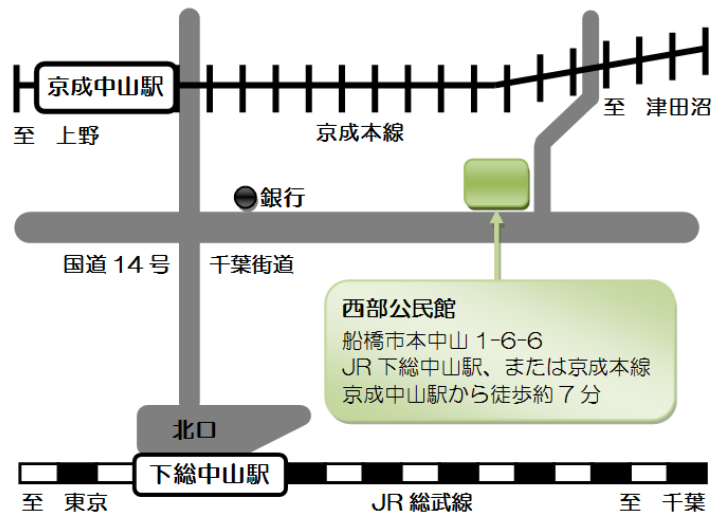 京成中山駅
至 上野
京成本線
至 津田沼
銀行
国道14号 千葉街道
西部公民館
船橋市本中山 1-6-6
JR 下総中山駅、または京成本線
京成中山駅から徒歩約7分
北口
下総中山駅
至 東京
JR 総武線
至 千葉